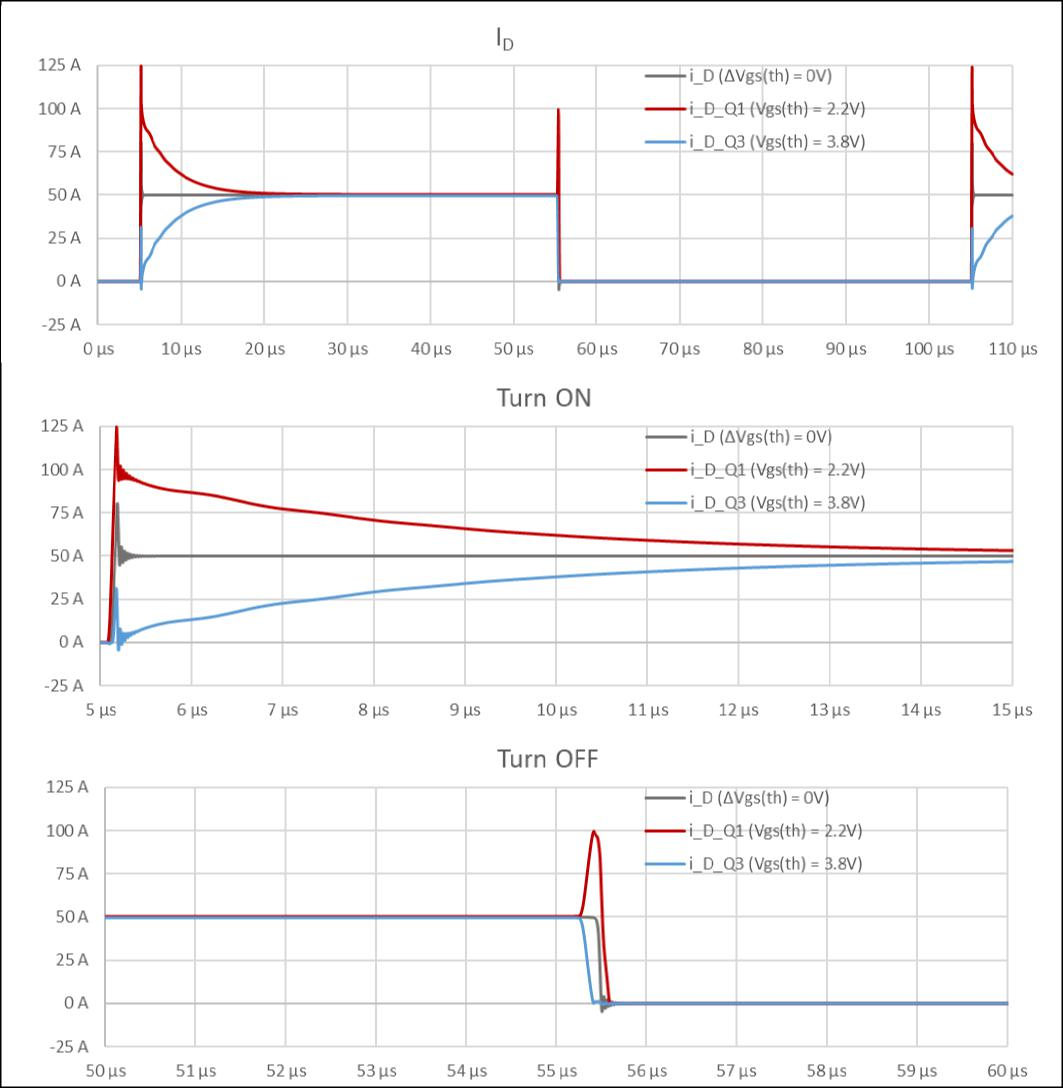 I_D
125 A
100 A
75 A
50 A
25 A
0 A
-25 A
i_D (ΔVgs(th) = 0V)
i_D_Q1 (Vgs(th) = 2.2V)
i_D_Q3 (Vgs(th) = 3.8V)
0 µs 10 µs 20 µs 30 µs 40 µs 50 µs 60 µs 70 µs 80 µs 90 µs 100 µs 110 µs
Turn ON
125 A
100 A
75 A
50 A
25 A
0 A
-25 A
i_D (ΔVgs(th) = 0V)
i_D_Q1 (Vgs(th) = 2.2V)
i_D_Q3 (Vgs(th) = 3.8V)
5 µs 6 µs 7 µs 8 µs 9 µs 10 µs 11 µs 12 µs 13 µs 14 µs 15 µs
Turn OFF
125 A
100 A
75 A
50 A
25 A
0 A
-25 A
i_D (ΔVgs(th) = 0V)
i_D_Q1 (Vgs(th) = 2.2V)
i_D_Q3 (Vgs(th) = 3.8V)
50 µs 51 µs 52 µs 53 µs 54 µs 55 µs 56 µs 57 µs 58 µs 59 µs 60 µs